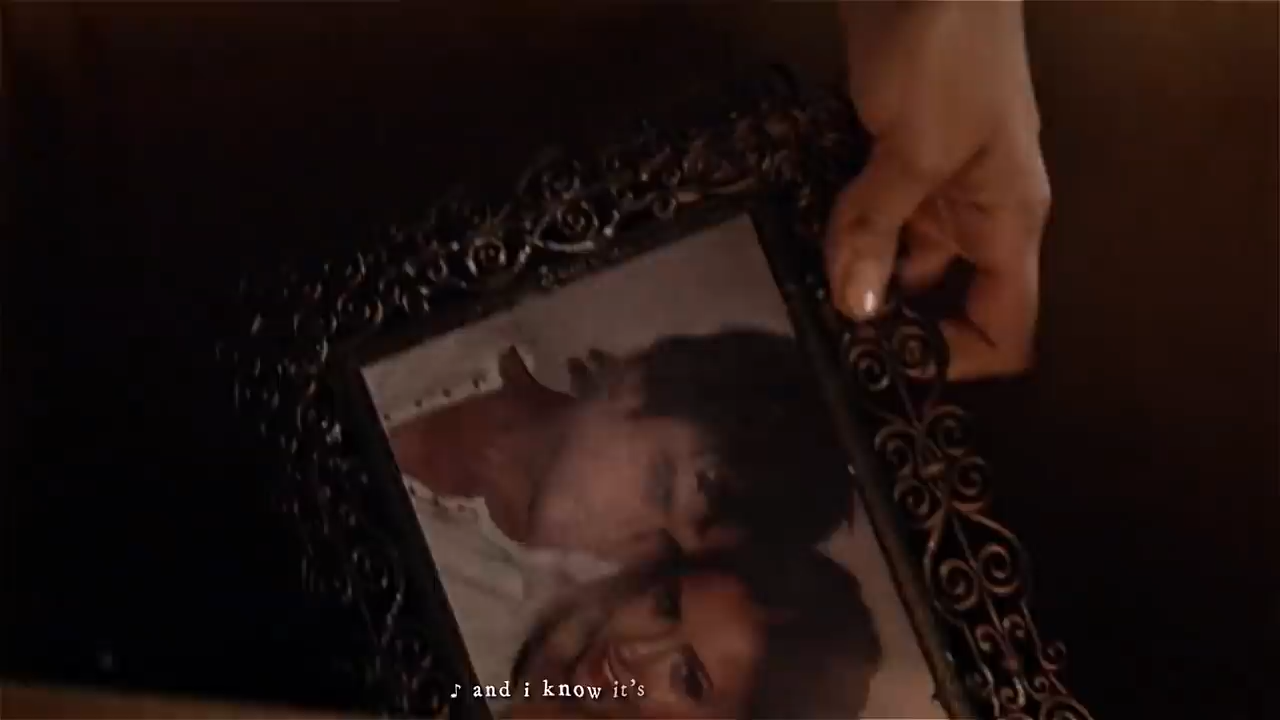 ♪ and i know it's